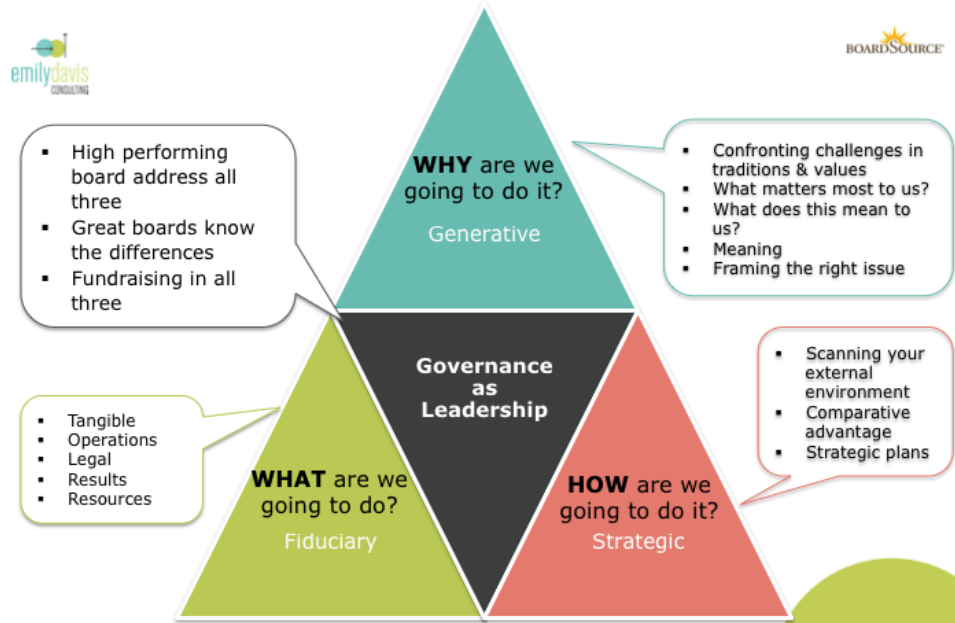 emilydavis
CONSULTING
BOARDSOURCE
▪ High performing
board address all
three
▪ Great boards know
the differences
▪ Fundraising in all
three
WHY are we
going to do it?
Generative
▪ Confronting challenges in
traditions & values
▪ What matters most to us?
▪ What does this mean to
us?
▪ Meaning
▪ Framing the right issue
Governance
as
Leadership
▪ Scanning your
external
environment
▪ Comparative
advantage
▪ Strategic plans
▪ Tangible
▪ Operations
▪ Legal
▪ Results
▪ Resources
WHAT are we
going to do?
Fiduciary
HOW are we
going to do it?
Strategic